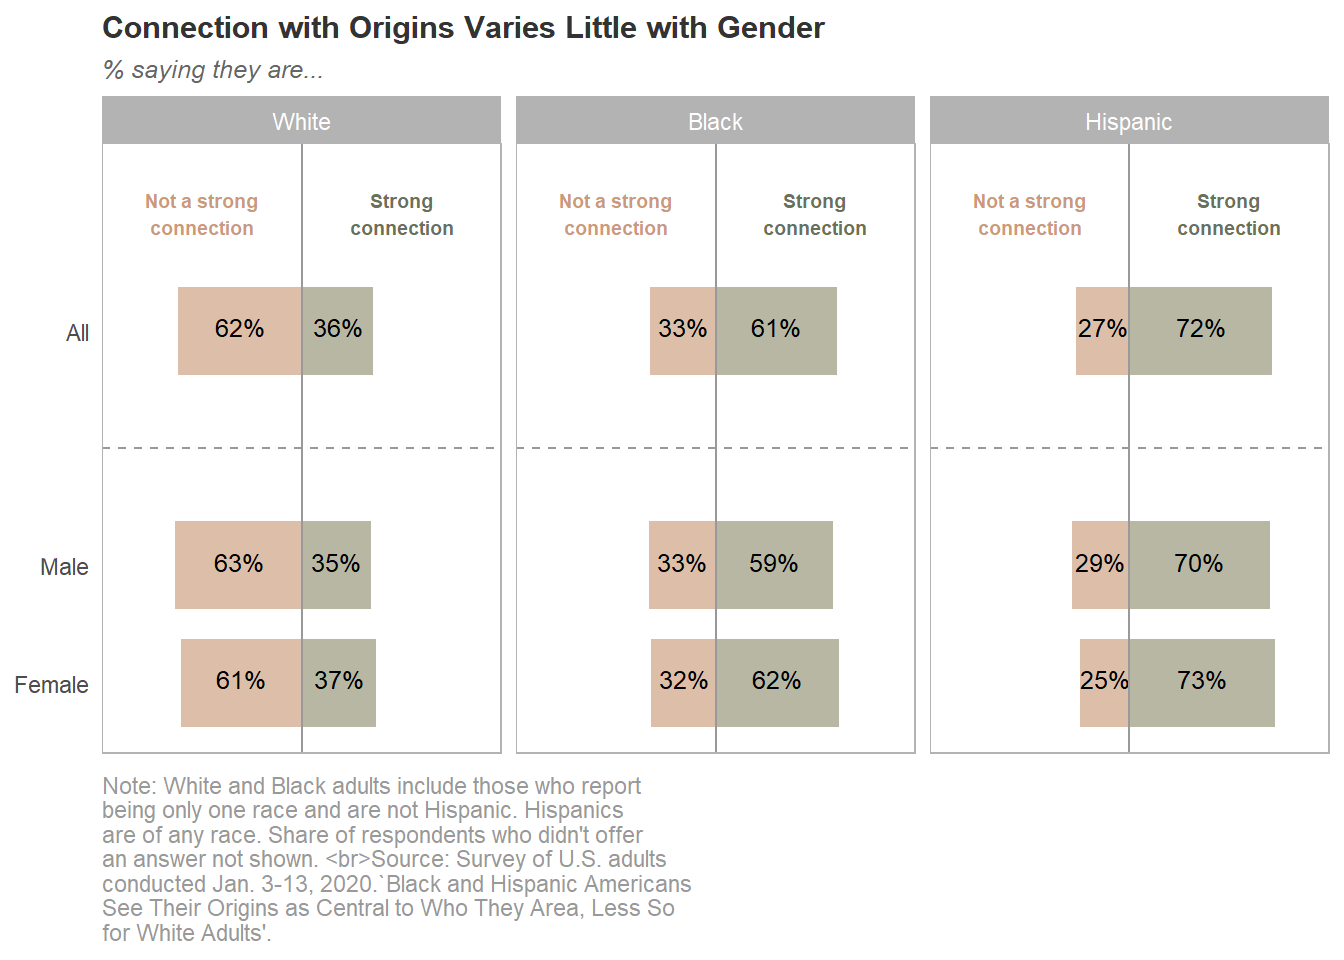 Connection with Origins Varies Little with Gender
% saying they are...
White
Black
Hispanic
Not a strong
connection
Strong
connection
Not a strong
connection
Strong
connection
Not a strong
connection
Strong
connection
All
62%
36%
33%
61%
27%
72%
Male
63%
35%
33%
59%
29%
70%
Female
61%
37%
32%
62%
25%
73%
Note: White and Black adults include those who report
being only one race and are not Hispanic. Hispanics
are of any race. Share of respondents who didn't offer
an answer not shown. <br>Source: Survey of U.S. adults
conducted Jan. 3-13, 2020.`Black and Hispanic Americans
See Their Origins as Central to Who They Area, Less So
for White Adults'.